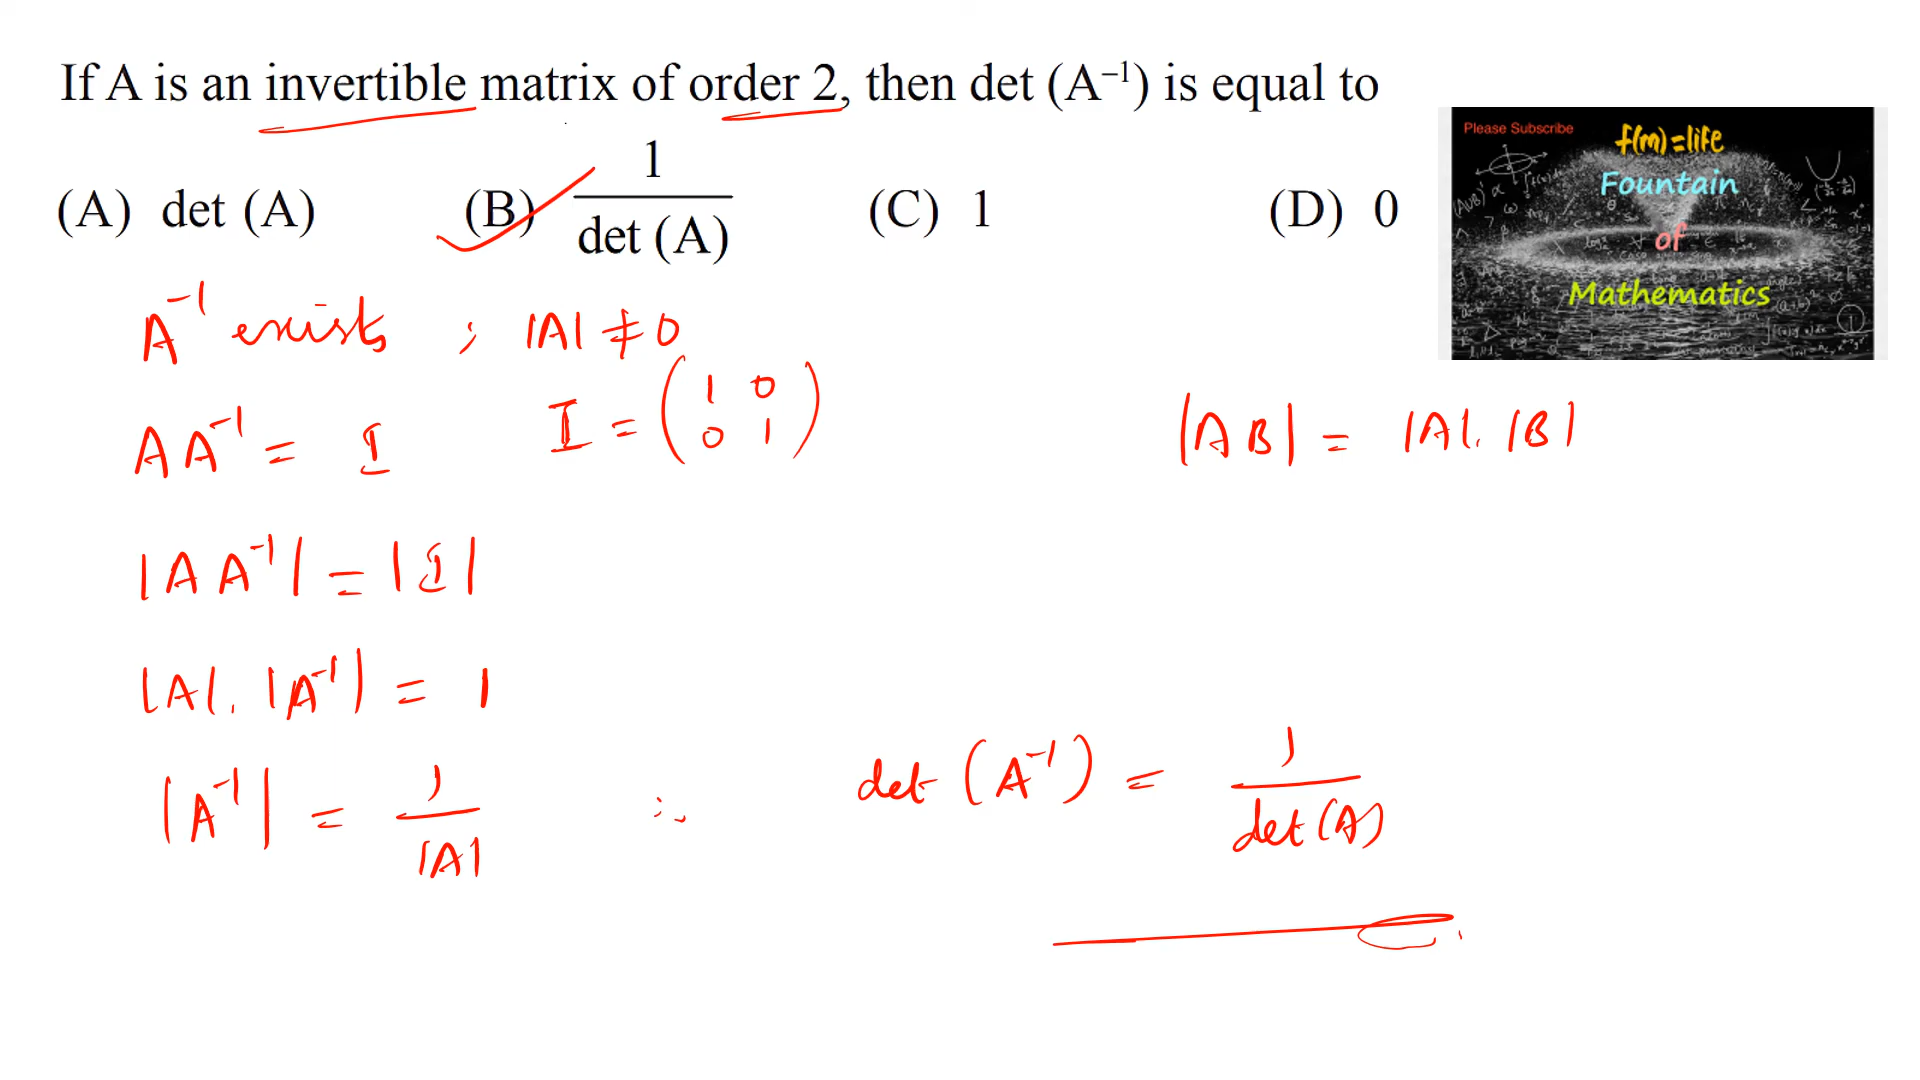 If A is an invertible matrix of order 2, then det (A⁻¹) is equal to
(A) det (A) (B) 1/det (A) (C) 1 (D) 0
Please Subscribe
f(m)=life
Fountain
of
Mathematics
A⁻¹ exists ; |A| ≠ 0
AA⁻¹ = I I = (1 0 0 1) |AB| = |A|. |B|
|A A⁻¹| = |I|
|A|. |A⁻¹| = 1
|A⁻¹| = 1/|A| ∴ det (A⁻¹) = 1/det(A)